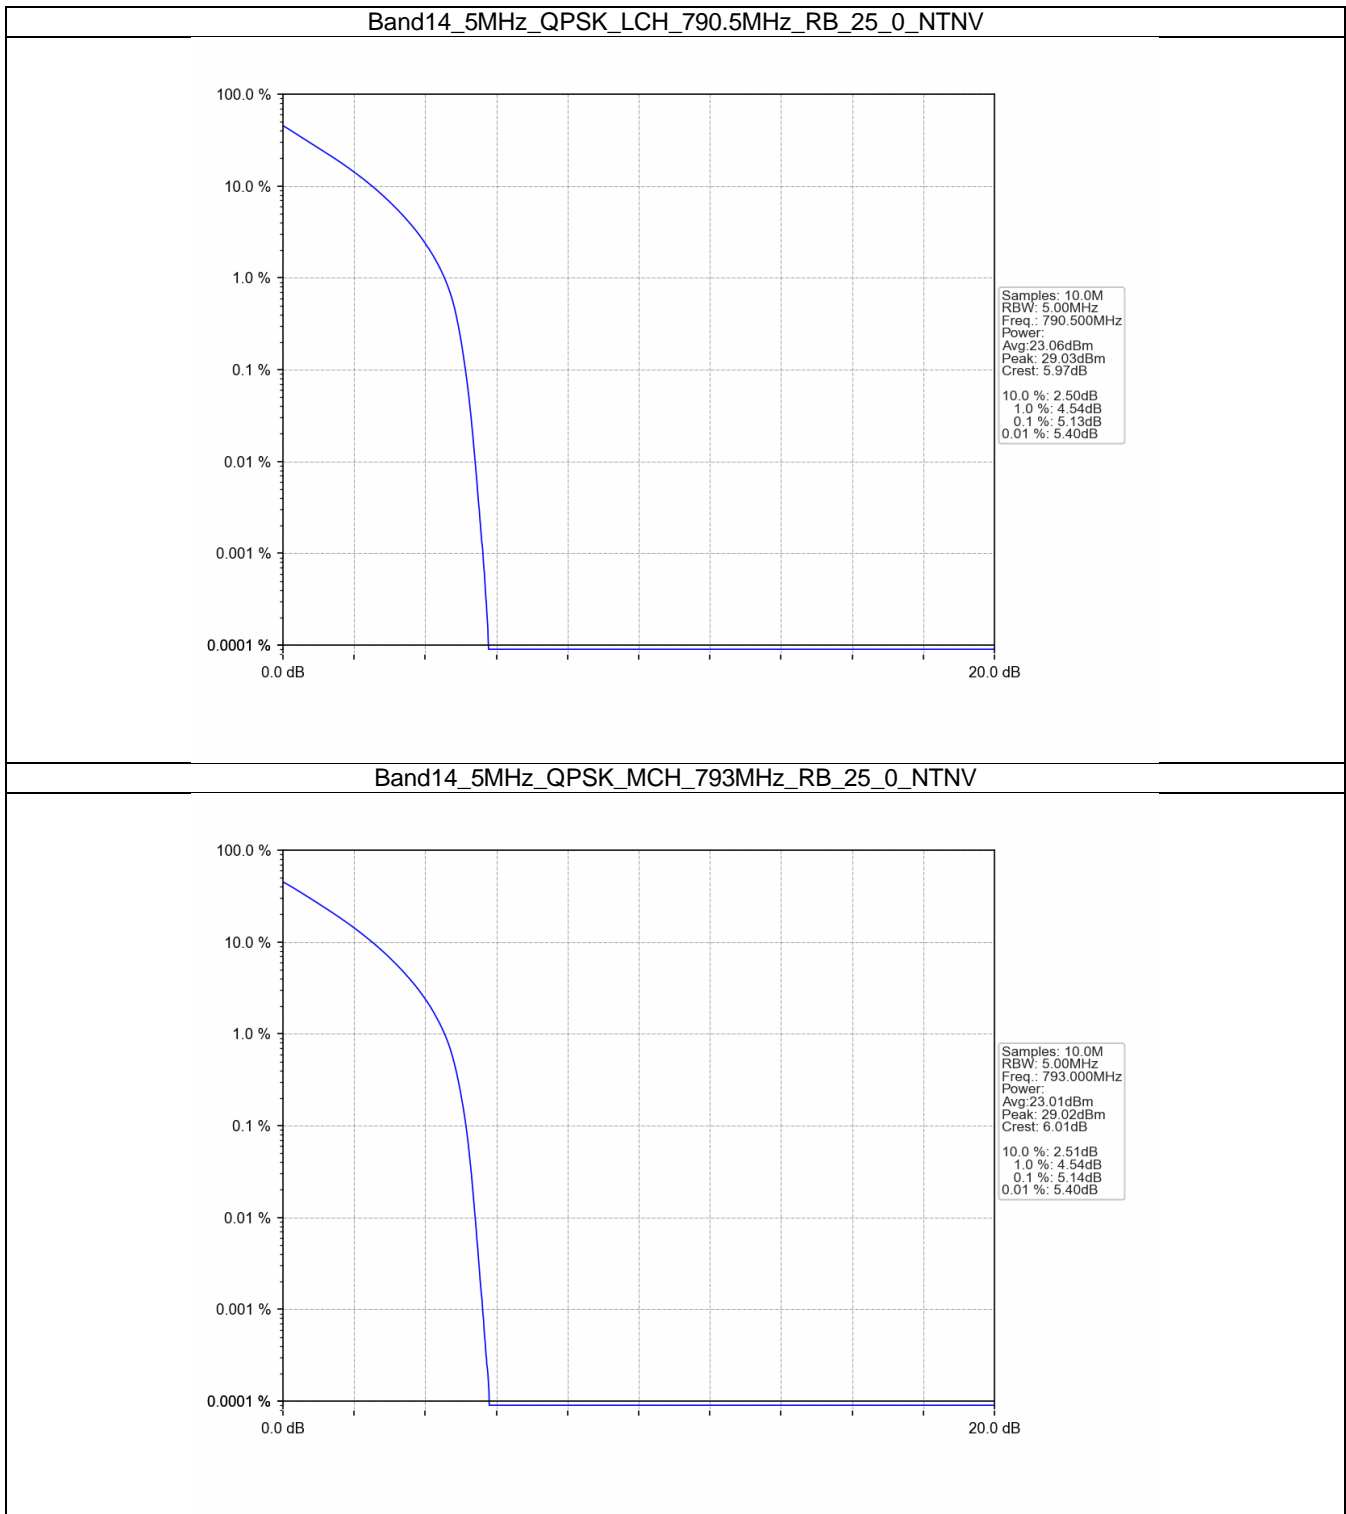 Band14_5MHz_QPSK_LCH_790.5MHz_RB_25_0_NTNV
100.0 %
10.0 %
1.0 %
0.1 %
0.01 %
0.001 %
0.0001 %
0.0 dB
20.0 dB
Samples: 10.0M
RBW: 5.00MHz
Freq.: 790.500MHz
Power:
Avg:23.06dBm
Peak: 29.03dBm
Crest: 5.97dB
10.0 %: 2.50dB
1.0 %: 4.54dB
0.1 %: 5.13dB
0.01 %: 5.40dB
Band14_5MHz_QPSK_MCH_793MHz_RB_25_0_NTNV
100.0 %
10.0 %
1.0 %
0.1 %
0.01 %
0.001 %
0.0001 %
0.0 dB
20.0 dB
Samples: 10.0M
RBW: 5.00MHz
Freq.: 793.000MHz
Power:
Avg:23.01dBm
Peak: 29.02dBm
Crest: 6.01dB
10.0 %: 2.51dB
1.0 %: 4.54dB
0.1 %: 5.14dB
0.01 %: 5.40dB